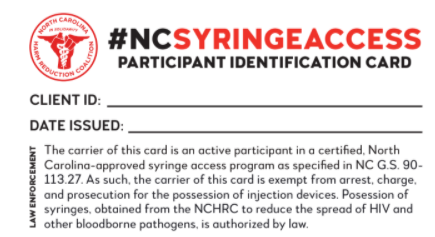 NORTH CAROLINA
HARM REDUCTION COALITION
#NCSYRINGEACCESS
PARTICIPANT IDENTIFICATION CARD
CLIENT ID:
DATE ISSUED:
LAW ENFORCEMENT
The carrier of this card is an active participant in a certified, North
Carolina-approved syringe access program as specified in NC G.S. 90-
113.27. As such, the carrier of this card is exempt from arrest, charge,
and prosecution for the possession of injection devices. Posession of
syringes, obtained from the NCHRC to reduce the spread of HIV and
other bloodborne pathogens, is authorized by law.